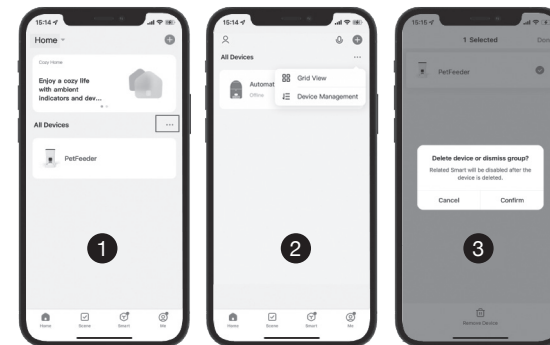 15:14
Home
Cozy Home
Enjoy a cozy life
with ambient
indicators and dev...
All Devices
...
PetFeeder
1
Home
Scene
Smart
Me
15:14
All Devices
...
Automat
Offline
Grid View
Device Management
2
Home
Scene
Smart
Me
15:15
1 Selected
Don
PetFeeder
Delete device or dismiss group?
Related Smart will be disabled after the
device is deleted.
Cancel
Confirm
3
Remove Device